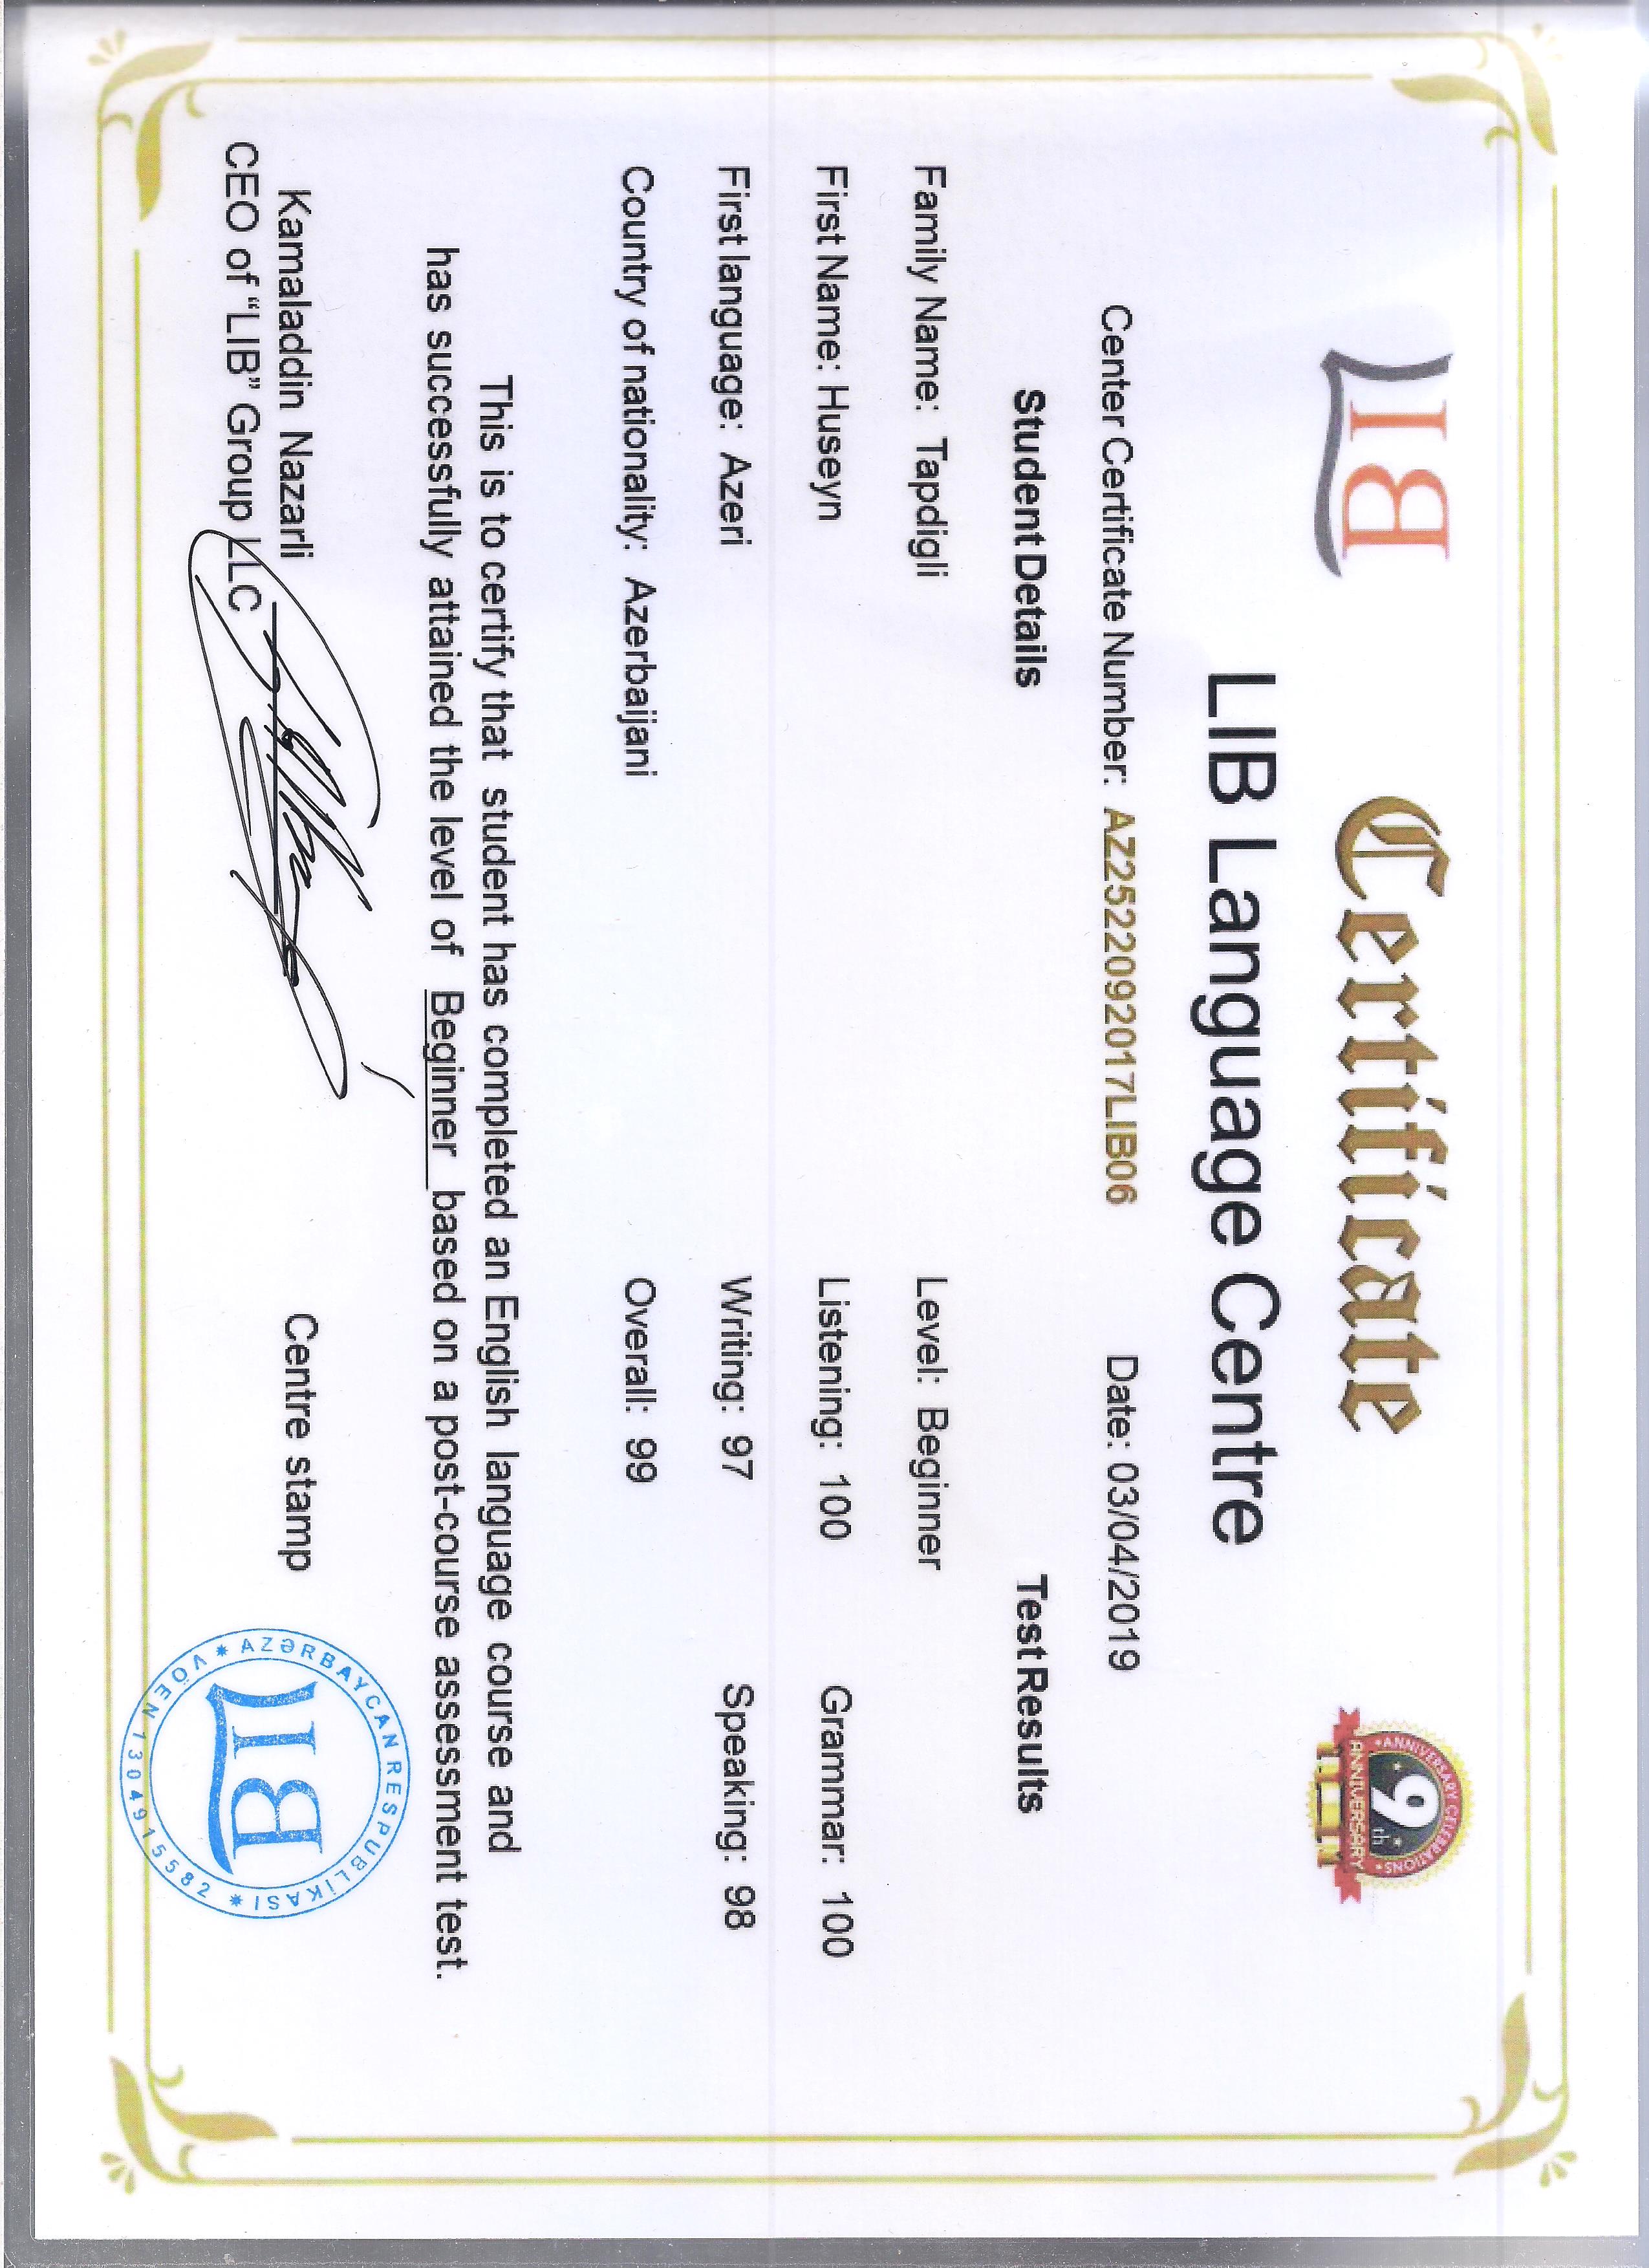 LIB
Certificate
ANNIVERSARY CELEBRATIONS
9th
ANNIVERSARY
LIB Language Centre
Center Certificate Number: AZ2522092017LIB06 Date: 03/04/2019
Student Details Test Results
Family Name: Tapdigli Level: Beginner
First Name: Huseyn Listening: 100 Grammar: 100
First language: Azeri Writing: 97 Speaking: 98
Country of nationality: Azerbaijani Overall: 99
This is to certify that student has completed an English language course and
has successfully attained the level of Beginner based on a post-course assessment test.
Kamaladdin Nazarli Centre stamp
CEO of “LIB” Group LLC
AZƏRBAYCAN RESPUBLİKASI
LIB
VÖEN 1304915582